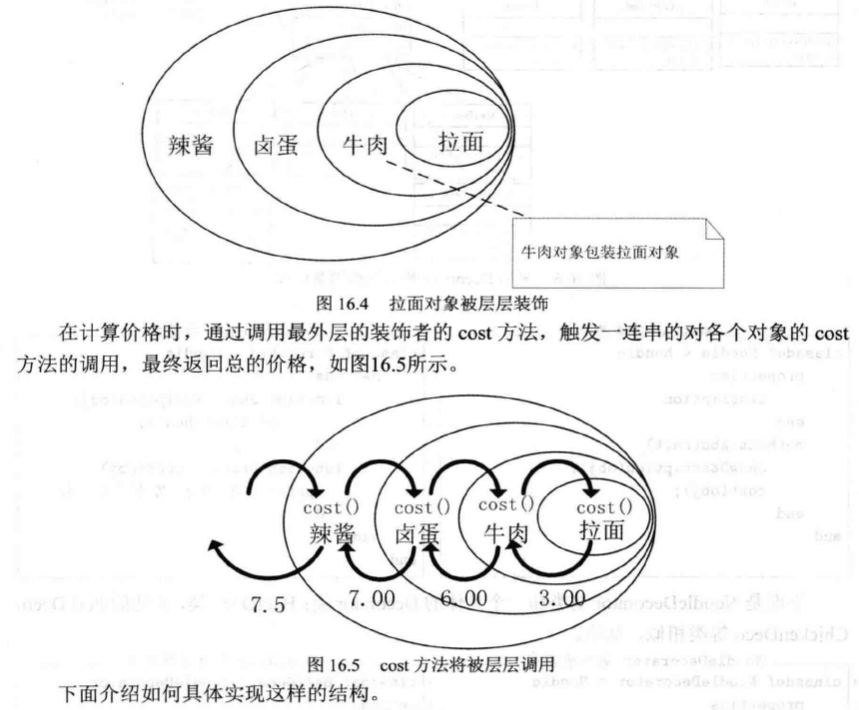 辣酱 卤蛋 牛肉 拉面
牛肉对象包装拉面对象
图 16.4 拉面对象被层层装饰
在计算价格时，通过调用最外层的装饰者的 cost 方法，触发一连串的对各个对象的 cost
方法的调用，最终返回总的价格，如图16.5所示。
cost() cost() cost() cost()
辣酱 卤蛋 牛肉 拉面
7.5 7.00 6.00 3.00
图 16.5 cost 方法将被层层调用
下面介绍如何具体实现这样的结构。